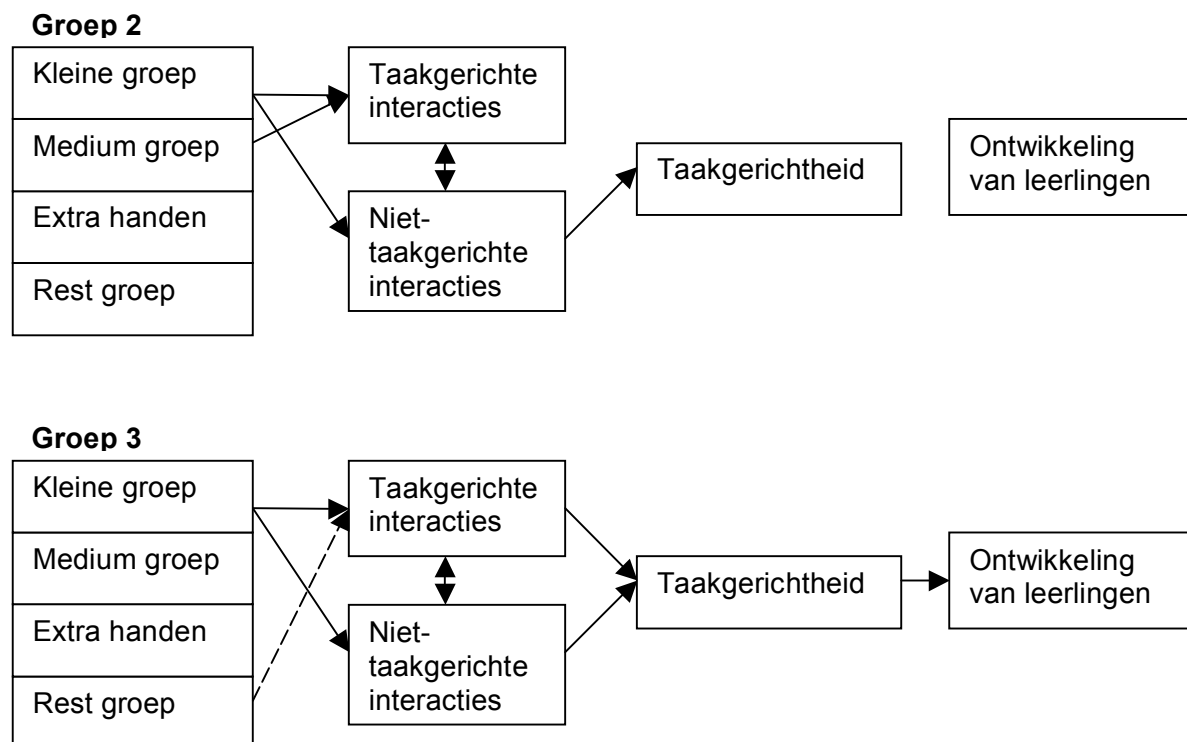 Groep 2
Kleine groep
Medium groep
Extra handen
Rest groep
Taakgerichte
interacties
Niet-
taakgerichte
interacties
Taakgerichtheid
Ontwikkeling
van leerlingen
Groep 3
Kleine groep
Medium groep
Extra handen
Rest groep
Taakgerichte
interacties
Niet-
taakgerichte
interacties
Taakgerichtheid
Ontwikkeling
van leerlingen